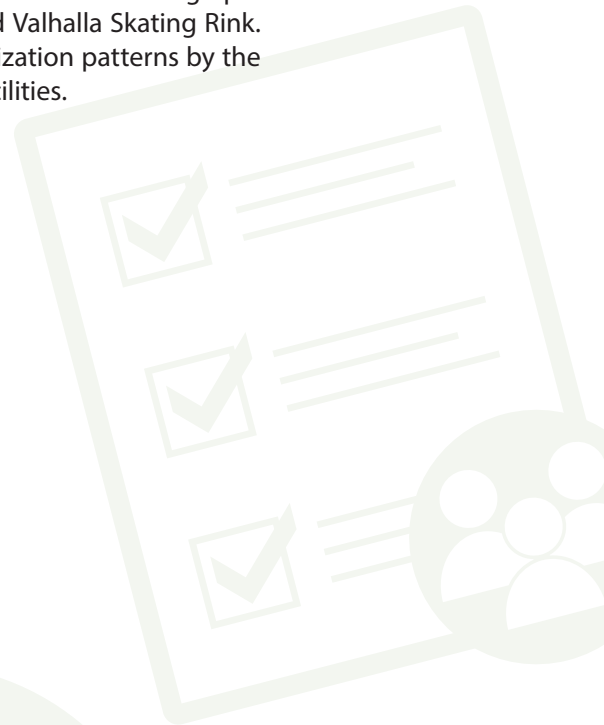 d Valhalla Skating Rink.
ization patterns by the
ilities.